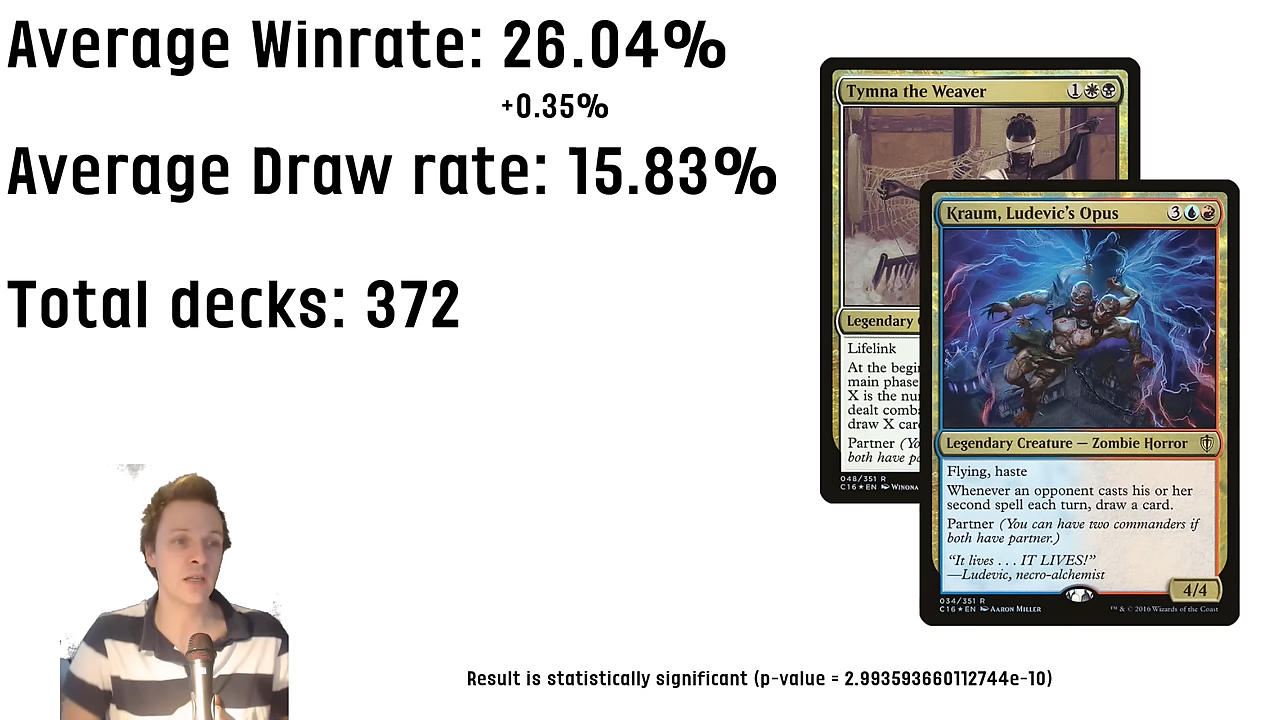 Average Winrate: 26.04%
+0.35%
Average Draw rate: 15.83%
Total decks: 372
Tymna the Weaver 1
Legendary
Lifelink
At the begin
main phase
X is the nu
dealt comb
draw X car
Partner (Yo
both have pa
048/351 R
C16★EN Winona
Kraum, Ludevic's Opus 3
Legendary Creature — Zombie Horror
Flying, haste
Whenever an opponent casts his or her
second spell each turn, draw a card.
Partner (You can have two commanders if
both have partner.)
“It lives . . . IT LIVES!”
—Ludevic, necro-alchemist
4/4
034/351 R
C16★EN Aaron Miller
™ & © 2016 Wizards of the Coast
Result is statistically significant (p-value = 2.993593660112744e-10)